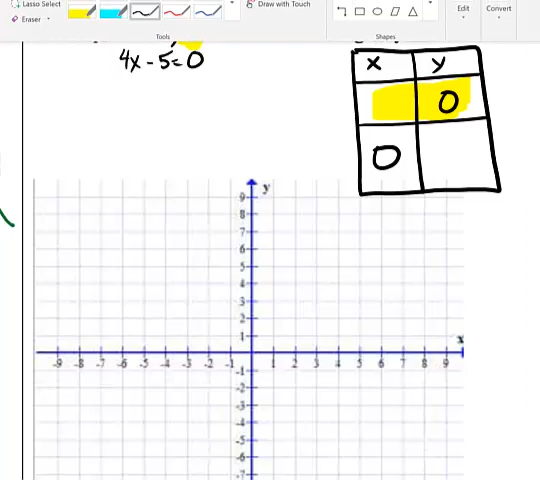 Lasso Select
Eraser
Draw with Touch
Edit
Convert
Tools
Shapes
4x - 5 = 0
x y
0
0
y
9
8
7
6
5
4
3
2
1
x
-9 -8 -7 -6 -5 -4 -3 -2 -1 1 2 3 4 5 6 7 8 9
-1
-2
-3
-4
-5
-6
-7